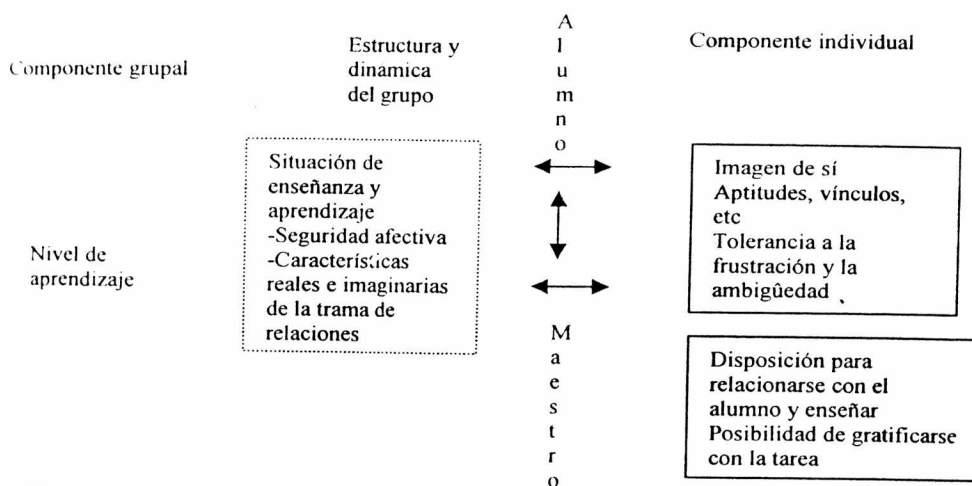 Componente grupal
Estructura y
dinamica
del grupo
A
l
u
m
n
o
Componente individual
Nivel de
aprendizaje
Situación de
enseñanza y
aprendizaje
-Seguridad afectiva
-Características
reales e imaginarias
de la trama de
relaciones
Imagen de sí
Aptitudes, vínculos,
etc
Tolerancia a la
frustración y la
ambigûedad
M
a
e
s
t
r
o
Disposición para
relacionarse con el
alumno y enseñar
Posibilidad de gratificarse
con la tarea